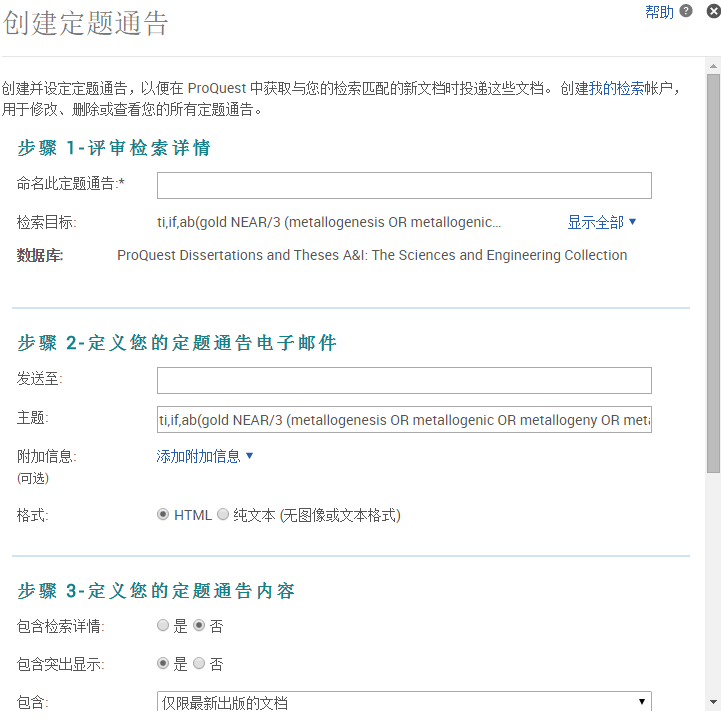 创建定题通告
帮助
创建并设定定题通告，以便在 ProQuest 中获取与您的检索匹配的新文档时投递这些文档。 创建我的检索帐户，
用于修改、删除或查看您的所有定题通告。
步骤 1-评审检索详情
命名此定题通告:*
检索目标: ti,if,ab(gold NEAR/3 (metallogenesis OR metallogenic... 显示全部
数据库: ProQuest Dissertations and Theses A&I: The Sciences and Engineering Collection
步骤 2-定义您的定题通告电子邮件
发送至:
主题: ti,if,ab(gold NEAR/3 (metallogenesis OR metallogenic OR metallogeny OR meta
附加信息: 添加附加信息
(可选)
格式: HTML 纯文本 (无图像或文本格式)
步骤 3-定义您的定题通告内容
包含检索详情: 是 否
包含突出显示: 是 否
包含: 仅限最新出版的文档